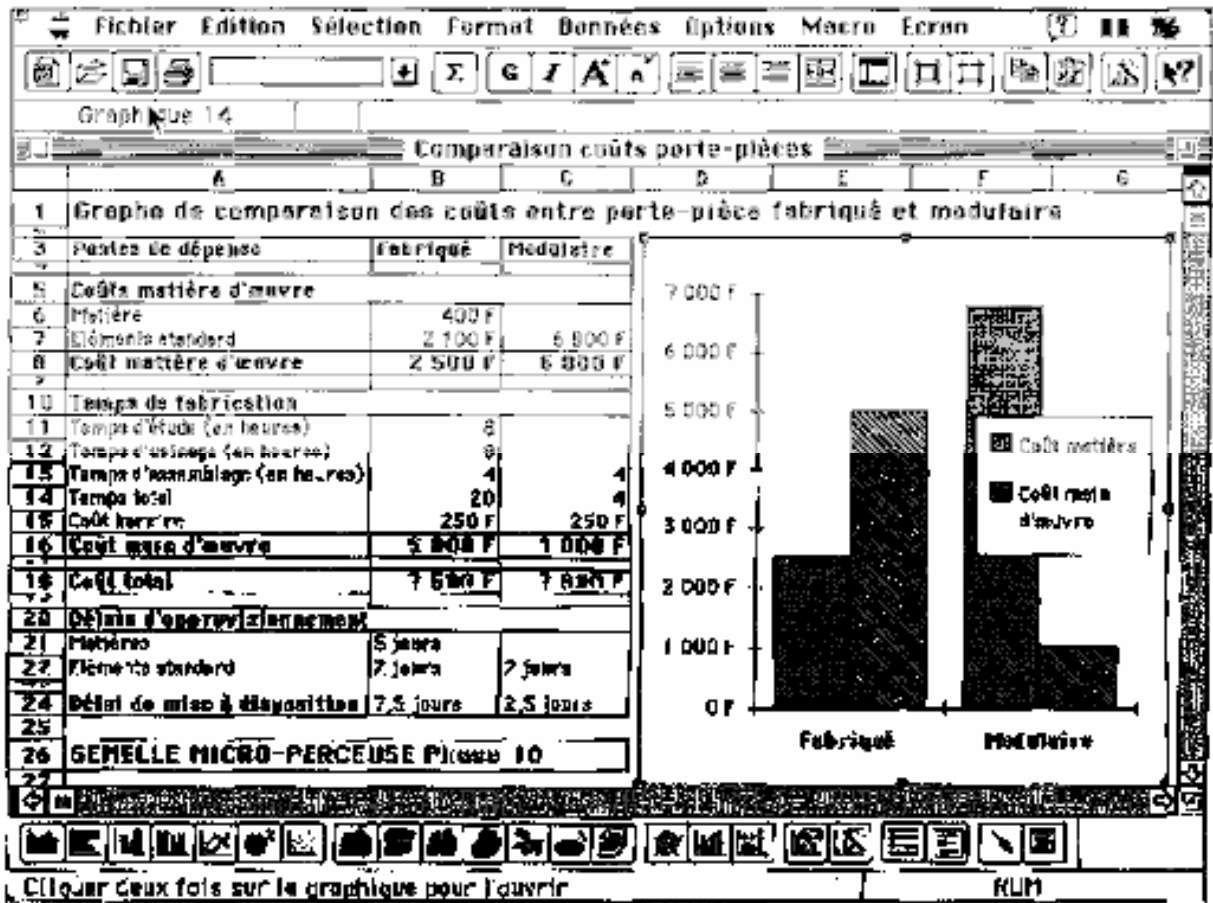 Fichier Edition Sélection Format Données Options Macro Ecran
Σ G I A A
Graphique 14
Comparaison coûts porte-pièces
A B C D E F G
1 Graphe de comparaison des coûts entre porte-pièce fabriqué et modulaire
3 Postes de dépense Fabriqué Modulaire
5 Coûts matière d'œuvre
6 Matière 400 F
7 Eléments standard 2 100 F 6 800 F
8 Coût matière d'œuvre 2 500 F 6 800 F
10 Temps de fabrication
11 Temps d'étude (en heures) 8
12 Temps d'usinage (en heures) 8
13 Temps d'assemblage (en heures) 4 4
14 Temps total 20 4
15 Coût horaire 250 F 250 F
16 Coût main d'œuvre 5 000 F 1 000 F
18 Coût total 7 500 F 7 800 F
20 Délais d'approvisionnement
21 Matières 5 jours
22 Eléments standard 2 jours 2 jours
24 Délai de mise à disposition 7,5 jours 2,5 jours
25
26 SEMELLE MICRO-PERCEUSE Phase 10
27
7 000 F
6 000 F
5 000 F
4 000 F
3 000 F
2 000 F
1 000 F
0 F
Coût matière
Coût main
d'œuvre
Fabriqué Modulaire
Cliquer deux fois sur le graphique pour l'ouvrir NUM